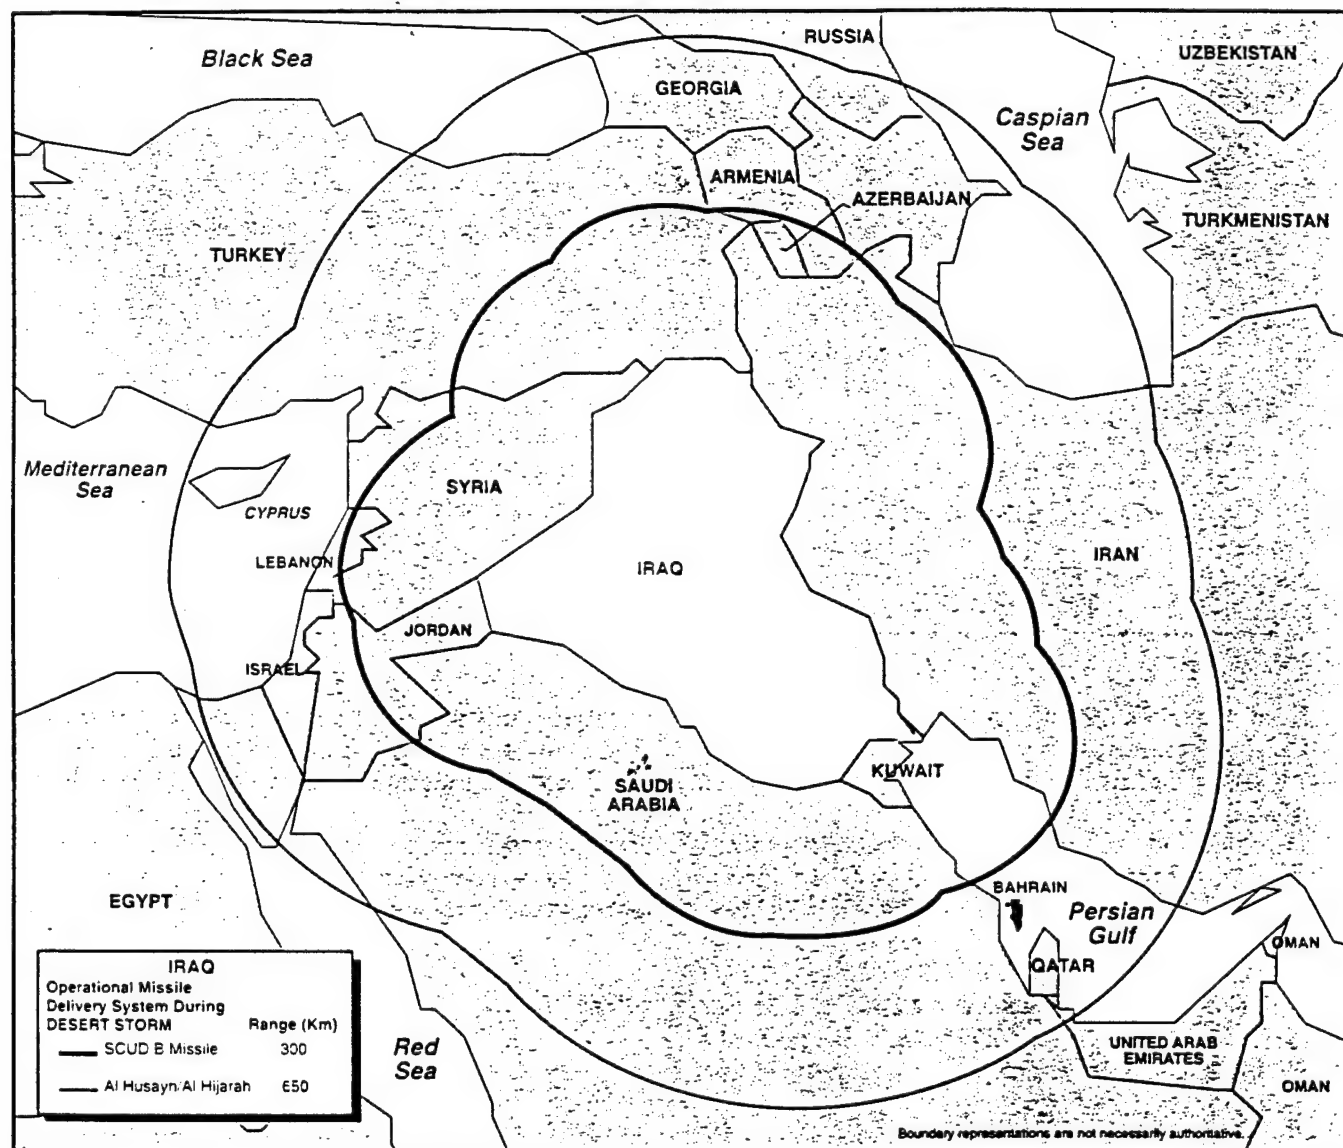 RUSSIA
UZBEKISTAN
Black Sea
GEORGIA
Caspian
Sea
ARMENIA
AZERBAIJAN
TURKMENISTAN
TURKEY
Mediterranean
Sea
SYRIA
CYPRUS
LEBANON
IRAQ
IRAN
JORDAN
ISRAEL
KUWAIT
SAUDI
ARABIA
BAHRAIN
EGYPT
Persian
Gulf
OMAN
QATAR
IRAQ
Operational Missile
Delivery System During
DESERT STORM Range (Km)
SCUD B Missile 300
Al Husayn/Al Hijarah 650
Red
Sea
UNITED ARAB
EMIRATES
OMAN
Boundary representations are not necessarily authoritative.